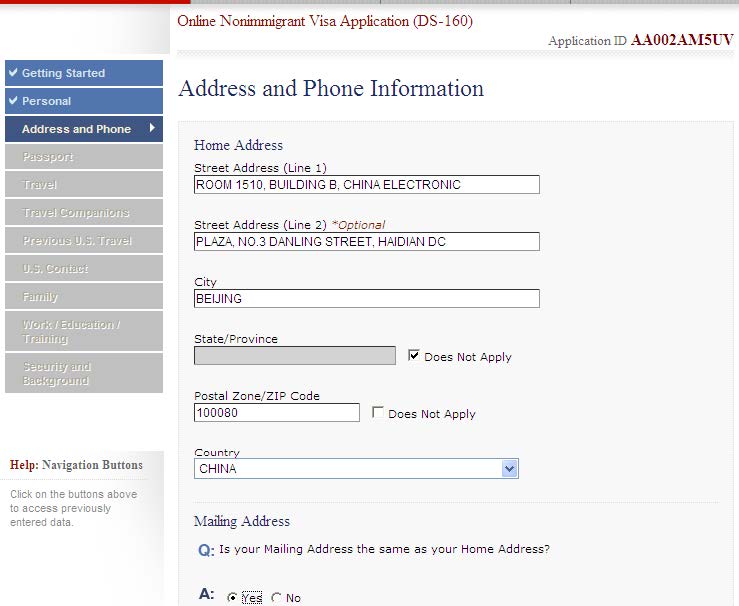 Online Nonimmigrant Visa Application (DS-160)
Application ID AA002AM5UV
Getting Started
Personal
Address and Phone
Passport
Travel
Travel Companions
Previous U.S. Travel
U.S. Contact
Family
Work / Education /
Training
Security and
Background
Help: Navigation Buttons
Click on the buttons above
to access previously
entered data.
Address and Phone Information
Home Address
Street Address (Line 1)
ROOM 1510, BUILDING B, CHINA ELECTRONIC
Street Address (Line 2) *Optional
PLAZA, NO.3 DANLING STREET, HAIDIAN DC
City
BEIJING
State/Province
Does Not Apply
Postal Zone/ZIP Code
100080
Does Not Apply
Country
CHINA
Mailing Address
Q: Is your Mailing Address the same as your Home Address?
A: Yes No